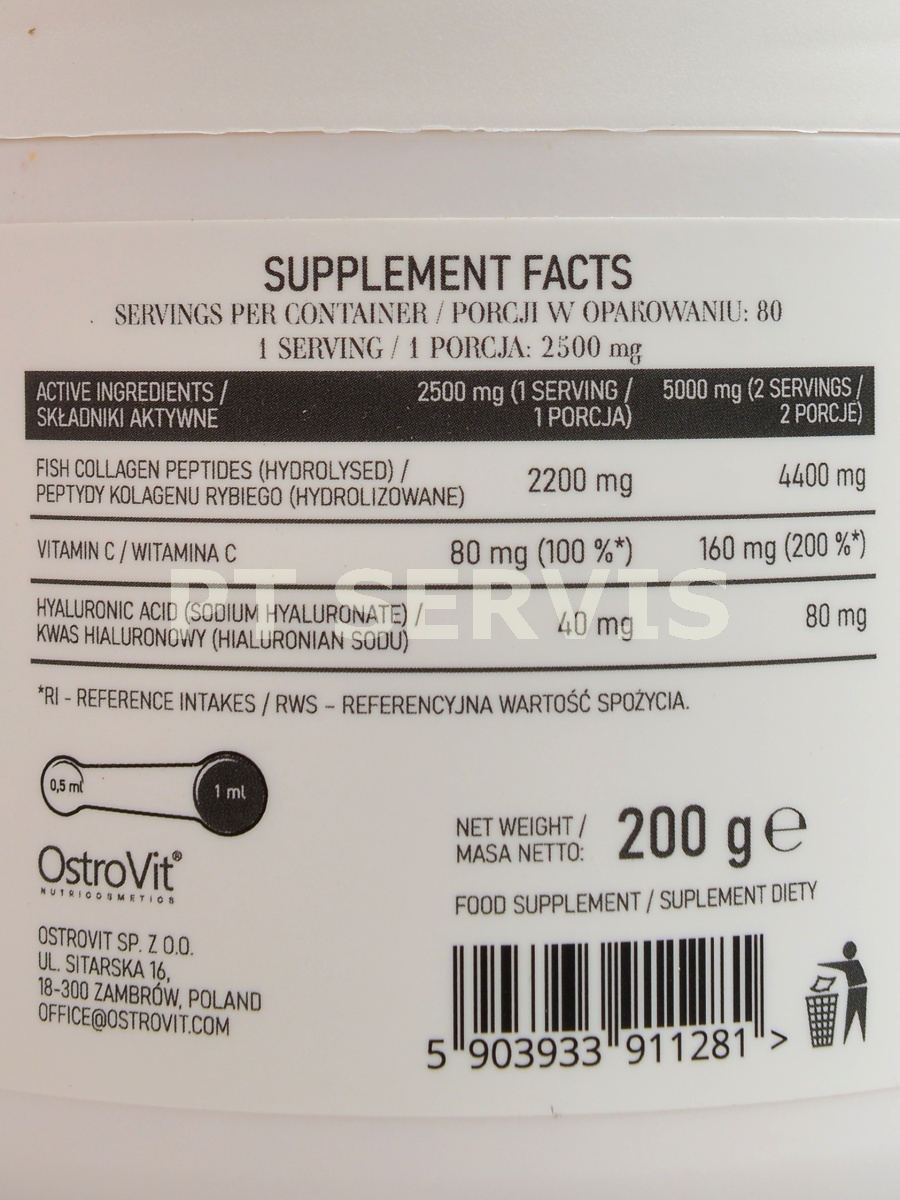 SUPPLEMENT FACTS
SERVINGS PER CONTAINER / PORCJI W OPAKOWANIU: 80
1 SERVING / 1 PORCJA: 2500 mg
ACTIVE INGREDIENTS / SKŁADNIKI AKTYWNE
2500 mg (1 SERVING / 1 PORCJA)
5000 mg (2 SERVINGS / 2 PORCJE)
FISH COLLAGEN PEPTIDES (HYDROLYSED) /
PEPTYDY KOLAGENU RYBIEGO (HYDROLIZOWANE)
2200 mg
4400 mg
VITAMIN C / WITAMINA C
80 mg (100 %*)
160 mg (200 %*)
PT SERVIS
HYALURONIC ACID (SODIUM HYALURONATE) /
KWAS HIALURONOWY (HIALURONIAN SODU)
40 mg
80 mg
*RI - REFERENCE INTAKES / RWS – REFERENCYJNA WARTOŚĆ SPOŻYCIA.
0,5 ml
1 ml
OstroVit®
NUTRICOSMETICS
NET WEIGHT /
MASA NETTO:
200 g ℮
FOOD SUPPLEMENT / SUPLEMENT DIETY
OSTROVIT SP. Z O.O.
UL. SITARSKA 16,
18-300 ZAMBRÓW, POLAND
OFFICE@OSTROVIT.COM
5 903933 911281 >